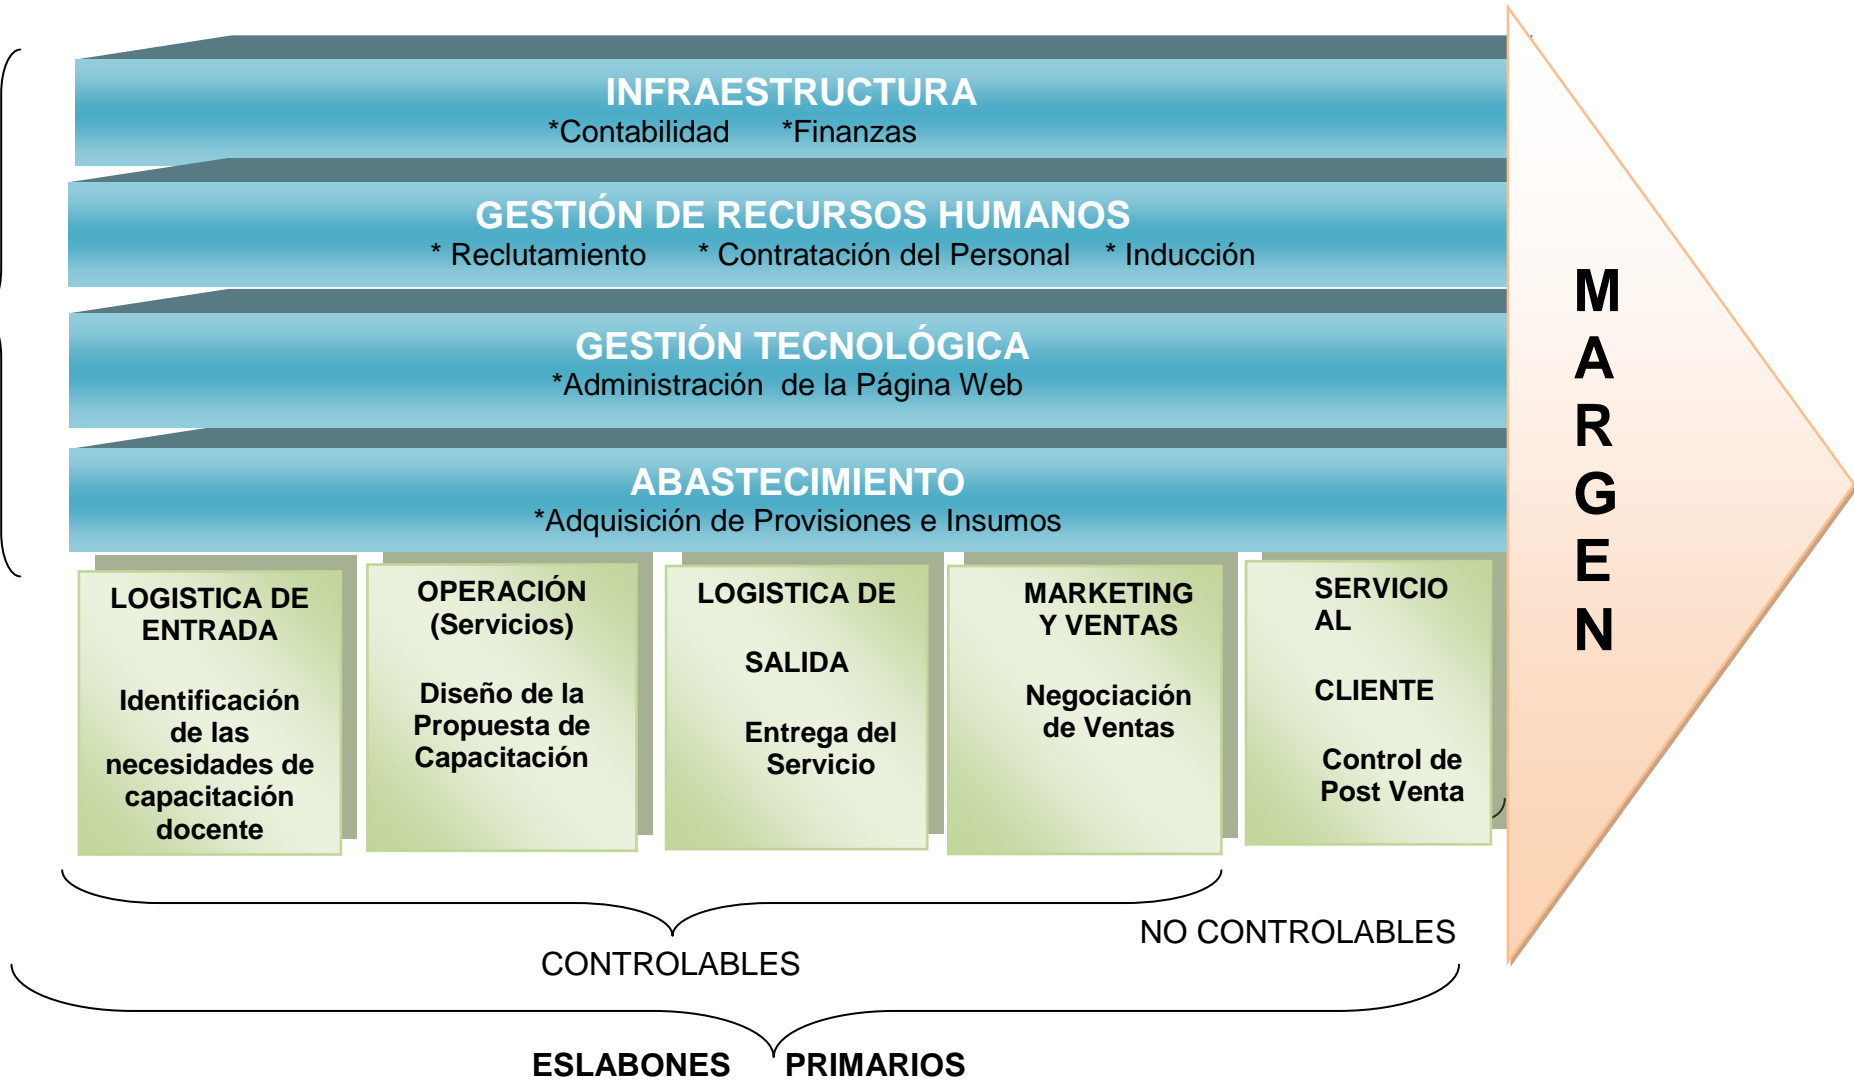 INFRAESTRUCTURA
*Contabilidad *Finanzas
GESTIÓN DE RECURSOS HUMANOS
* Reclutamiento * Contratación del Personal * Inducción
GESTIÓN TECNOLÓGICA
*Administración de la Página Web
ABASTECIMIENTO
*Adquisición de Provisiones e Insumos
LOGISTICA DE
ENTRADA
Identificación
de las
necesidades de
capacitación
docente
OPERACIÓN
(Servicios)
Diseño de la
Propuesta de
Capacitación
LOGISTICA DE
SALIDA
Entrega del
Servicio
MARKETING
Y VENTAS
Negociación
de Ventas
SERVICIO
AL
CLIENTE
Control de
Post Venta
M
A
R
G
E
N
NO CONTROLABLES
CONTROLABLES
ESLABONES PRIMARIOS